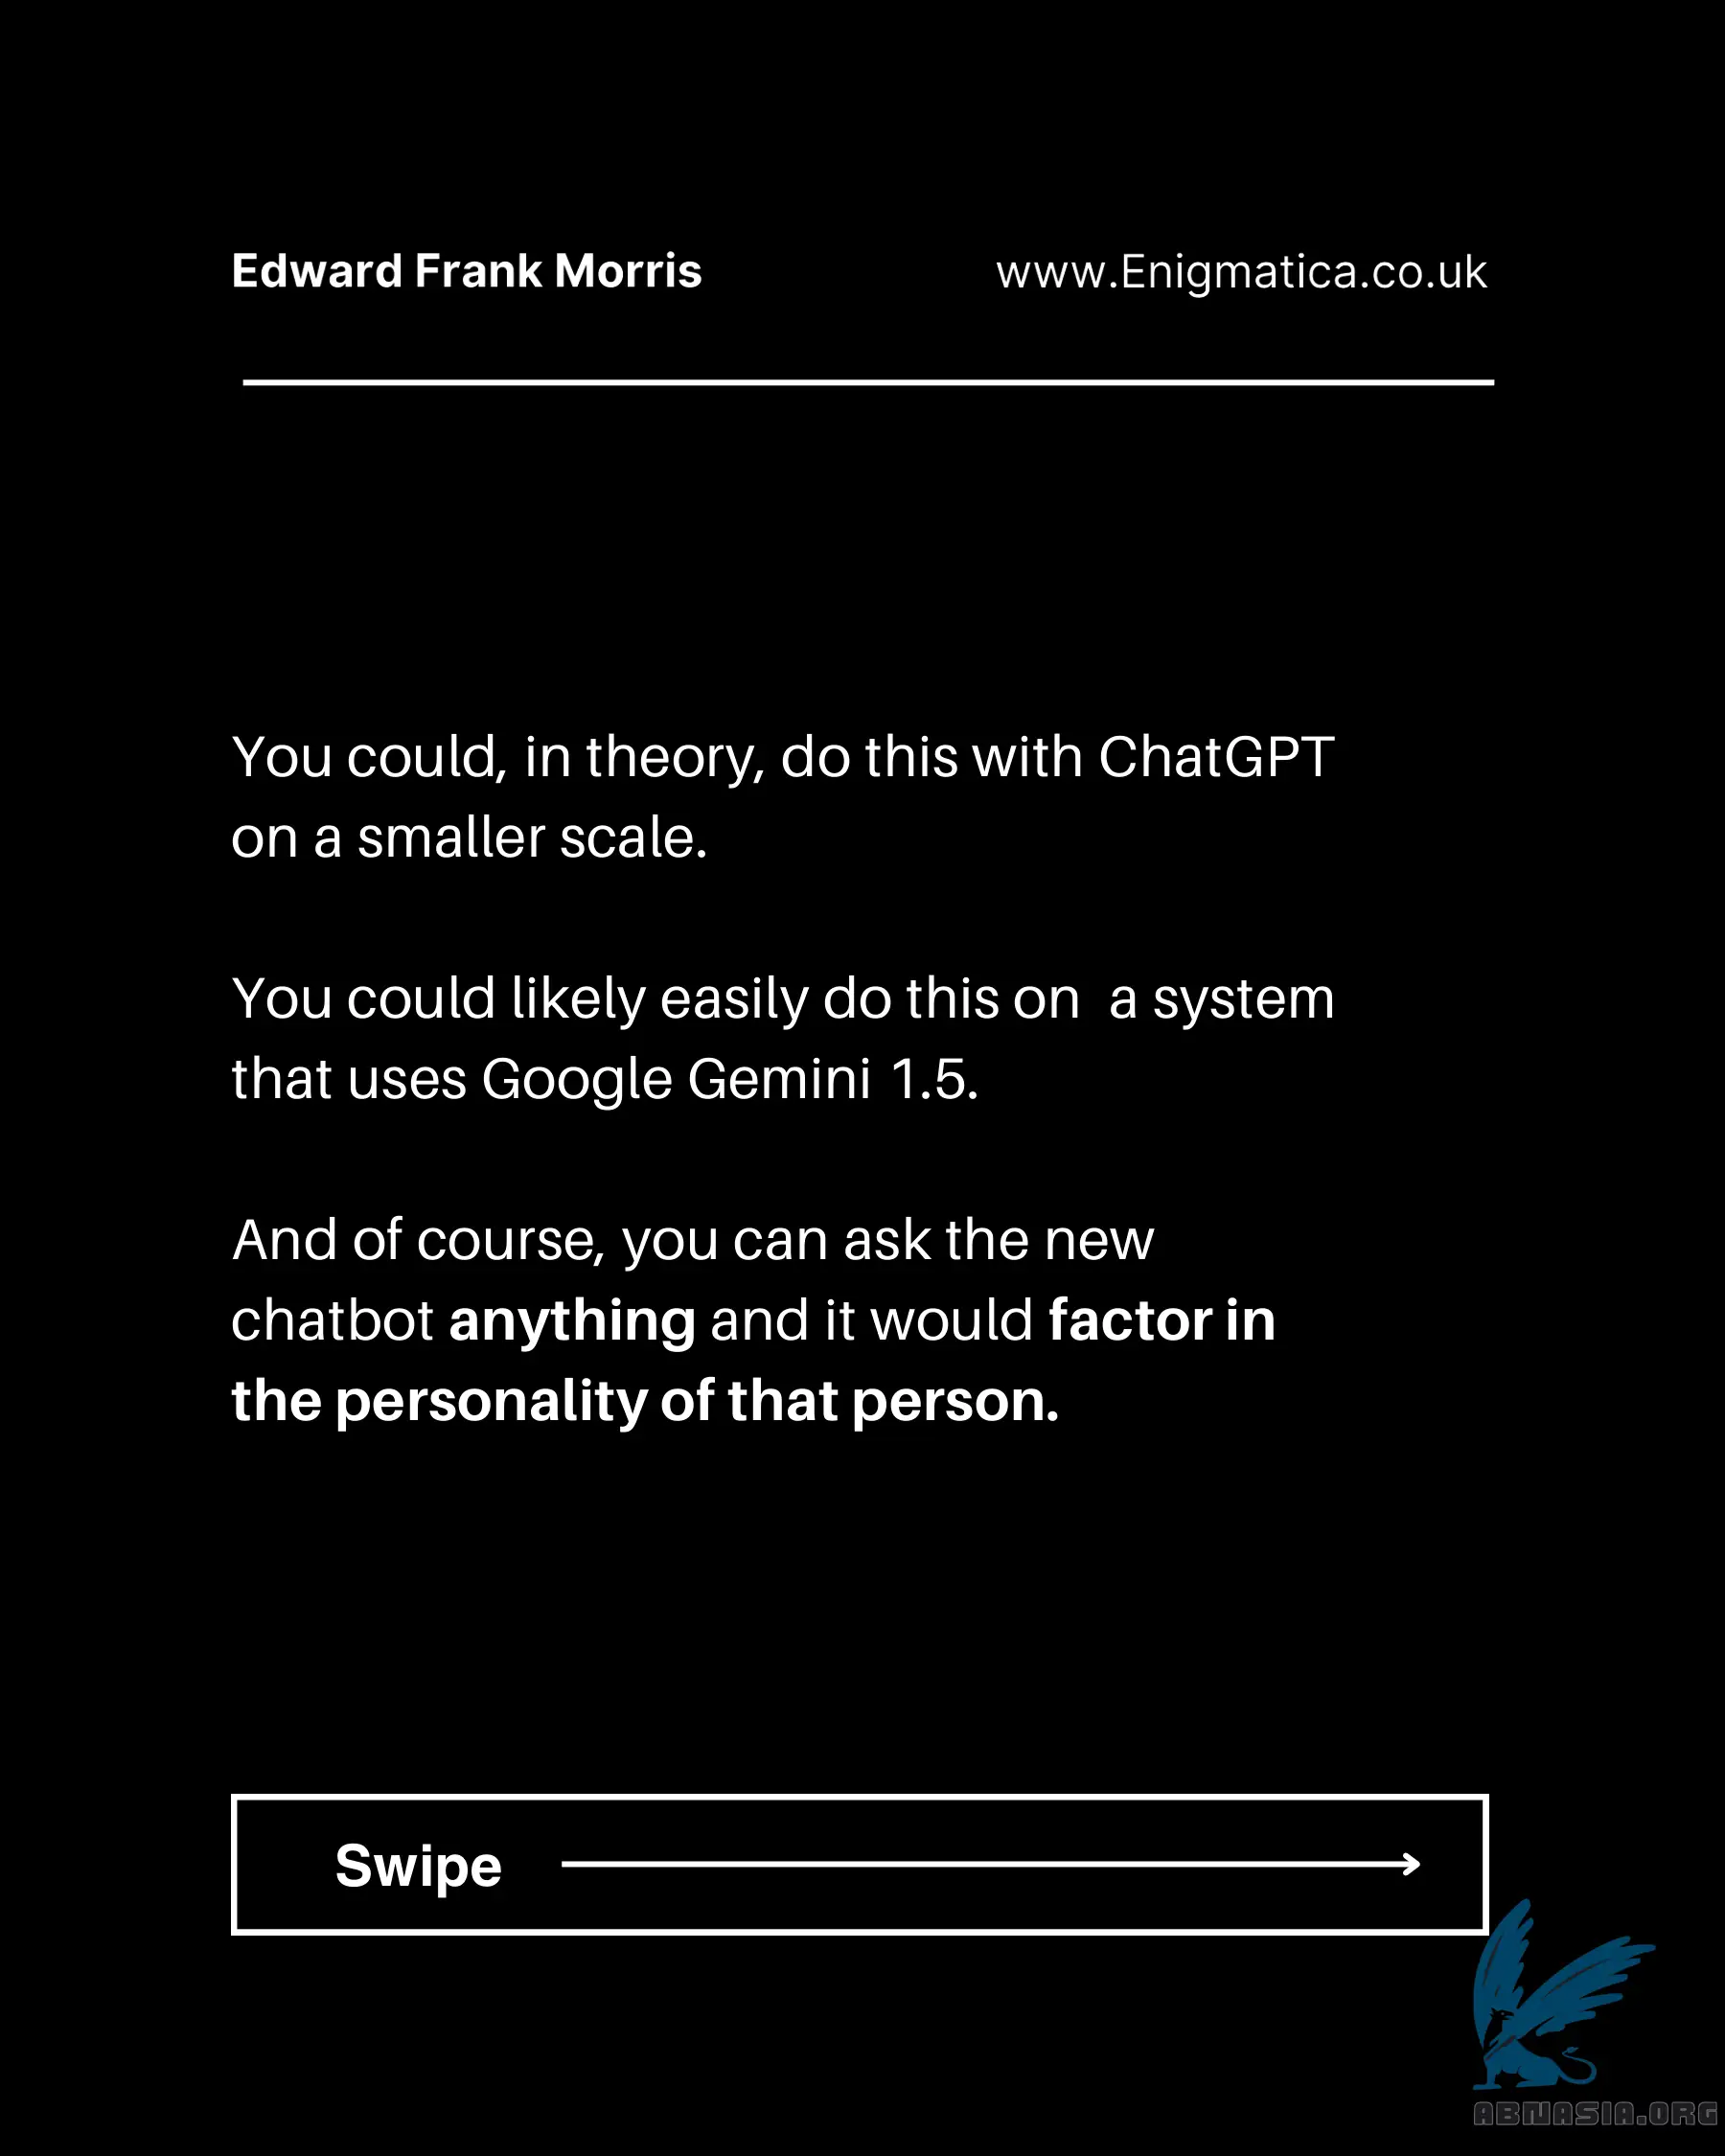 Edward Frank Morris
www.Enigmatica.co.uk
You could, in theory, do this with ChatGPT
on a smaller scale.
You could likely easily do this on  a system
that uses Google Gemini 1.5.
And of course, you can ask the new
chatbot anything and it would factor in
the personality of that person.
Swipe
ABNASIA.ORG